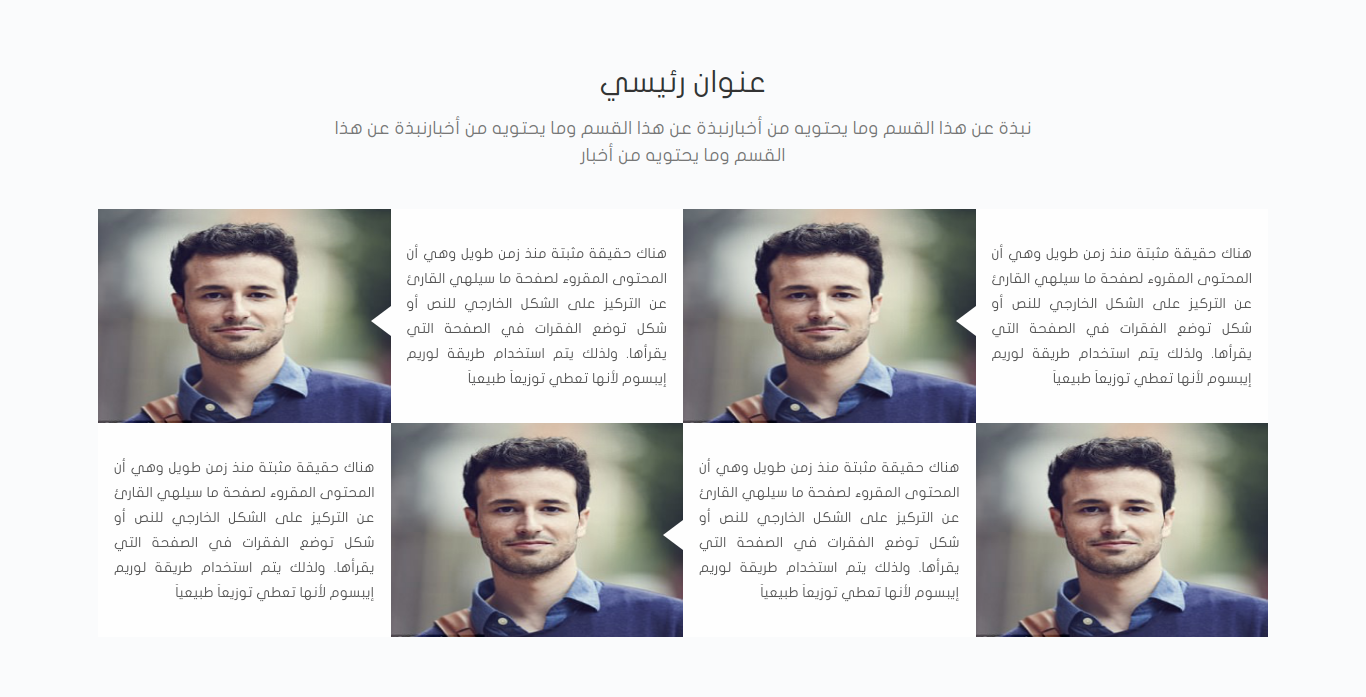 عنوان رئيسي
نبذة عن هذا القسم وما يحتويه من أخبارنبذة عن هذا القسم وما يحتويه من أخبارنبذة عن هذا
القسم وما يحتويه من أخبار
هناك حقيقة مثبتة منذ زمن طويل وهي أن
المحتوى المقروء لصفحة ما سيلهي القارئ
عن التركيز على الشكل الخارجي للنص أو
شكل توضع الفقرات في الصفحة التي
يقرأها. ولذلك يتم استخدام طريقة لوريم
إيبسوم لأنها تعطي توزيعاَ طبيعياَ
هناك حقيقة مثبتة منذ زمن طويل وهي أن
المحتوى المقروء لصفحة ما سيلهي القارئ
عن التركيز على الشكل الخارجي للنص أو
شكل توضع الفقرات في الصفحة التي
يقرأها. ولذلك يتم استخدام طريقة لوريم
إيبسوم لأنها تعطي توزيعاَ طبيعياَ
هناك حقيقة مثبتة منذ زمن طويل وهي أن
المحتوى المقروء لصفحة ما سيلهي القارئ
عن التركيز على الشكل الخارجي للنص أو
شكل توضع الفقرات في الصفحة التي
يقرأها. ولذلك يتم استخدام طريقة لوريم
إيبسوم لأنها تعطي توزيعاَ طبيعياَ
هناك حقيقة مثبتة منذ زمن طويل وهي أن
المحتوى المقروء لصفحة ما سيلهي القارئ
عن التركيز على الشكل الخارجي للنص أو
شكل توضع الفقرات في الصفحة التي
يقرأها. ولذلك يتم استخدام طريقة لوريم
إيبسوم لأنها تعطي توزيعاَ طبيعياَ